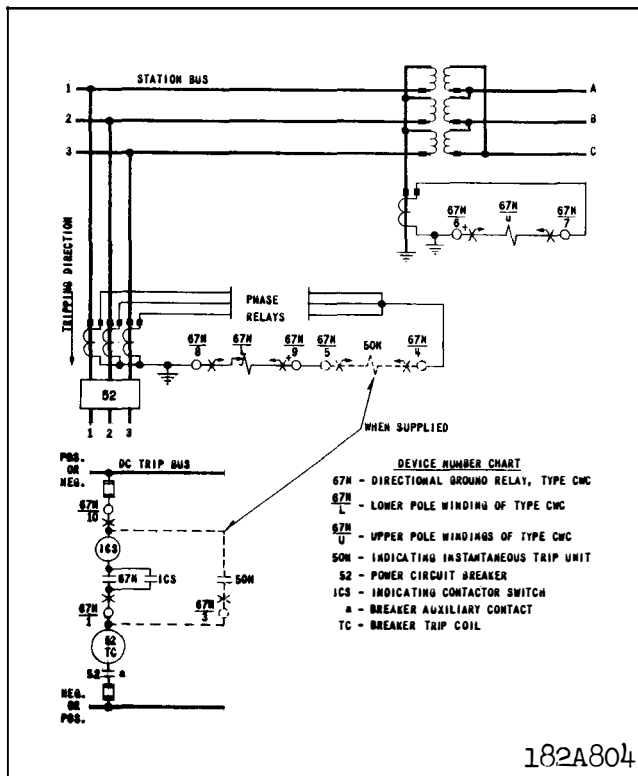 STATION BUS
1
A
2
B
3
C
67N
6
+
67N
U
67N
7
TRIPPING DIRECTION
PHASE
RELAYS
67N
8
67N
L
+
67N
9
67N
5
50N
67N
4
52
1 2 3
WHEN SUPPLIED
POS.
OR
NEG.
DC TRIP BUS
67N
10
ICS
67N
ICS
50N
67N
1
67N
3
52
TC
52 a
NEG.
OR
POS.
DEVICE NUMBER CHART
67N - DIRECTIONAL GROUND RELAY, TYPE CWC
67N
L - LOWER POLE WINDING OF TYPE CWC
67N
U - UPPER POLE WINDINGS OF TYPE CWC
50N - INDICATING INSTANTANEOUS TRIP UNIT
52 - POWER CIRCUIT BREAKER
ICS - INDICATING CONTACTOR SWITCH
a - BREAKER AUXILIARY CONTACT
TC - BREAKER TRIP COIL
182A804